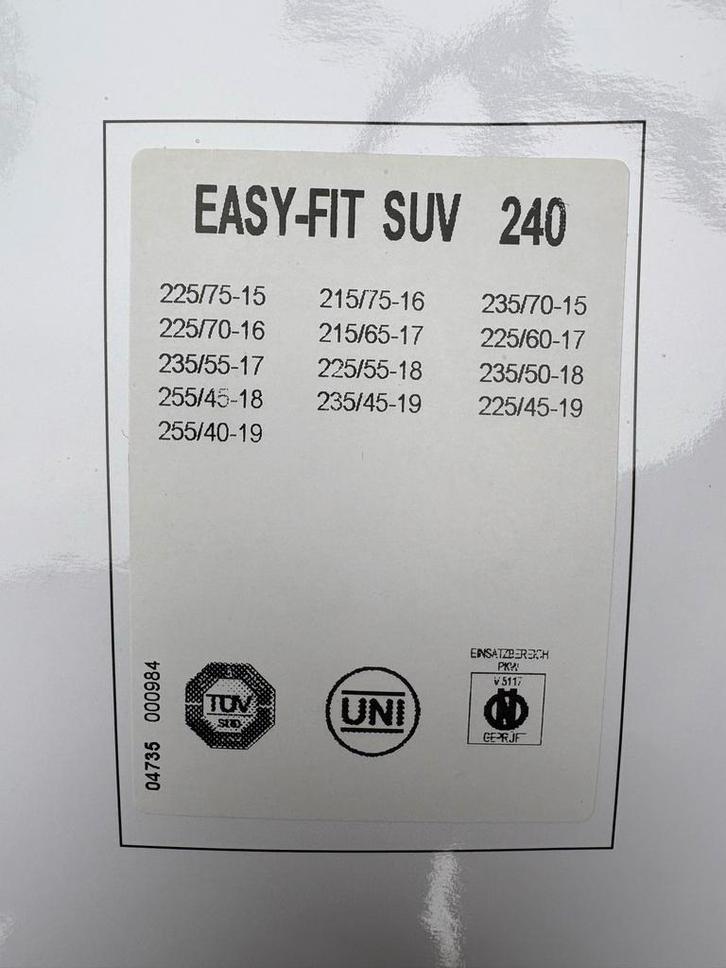 EASY-FIT SUV 240
225/75-15 215/75-16 235/70-15
225/70-16 215/65-17 225/60-17
235/55-17 225/55-18 235/50-18
255/45-18 235/45-19 225/45-19
255/40-19
04735 000984
TÜV
SÜD
UNI
EINSATZBEREICH
PKW
V 5117
GEPRÜFT